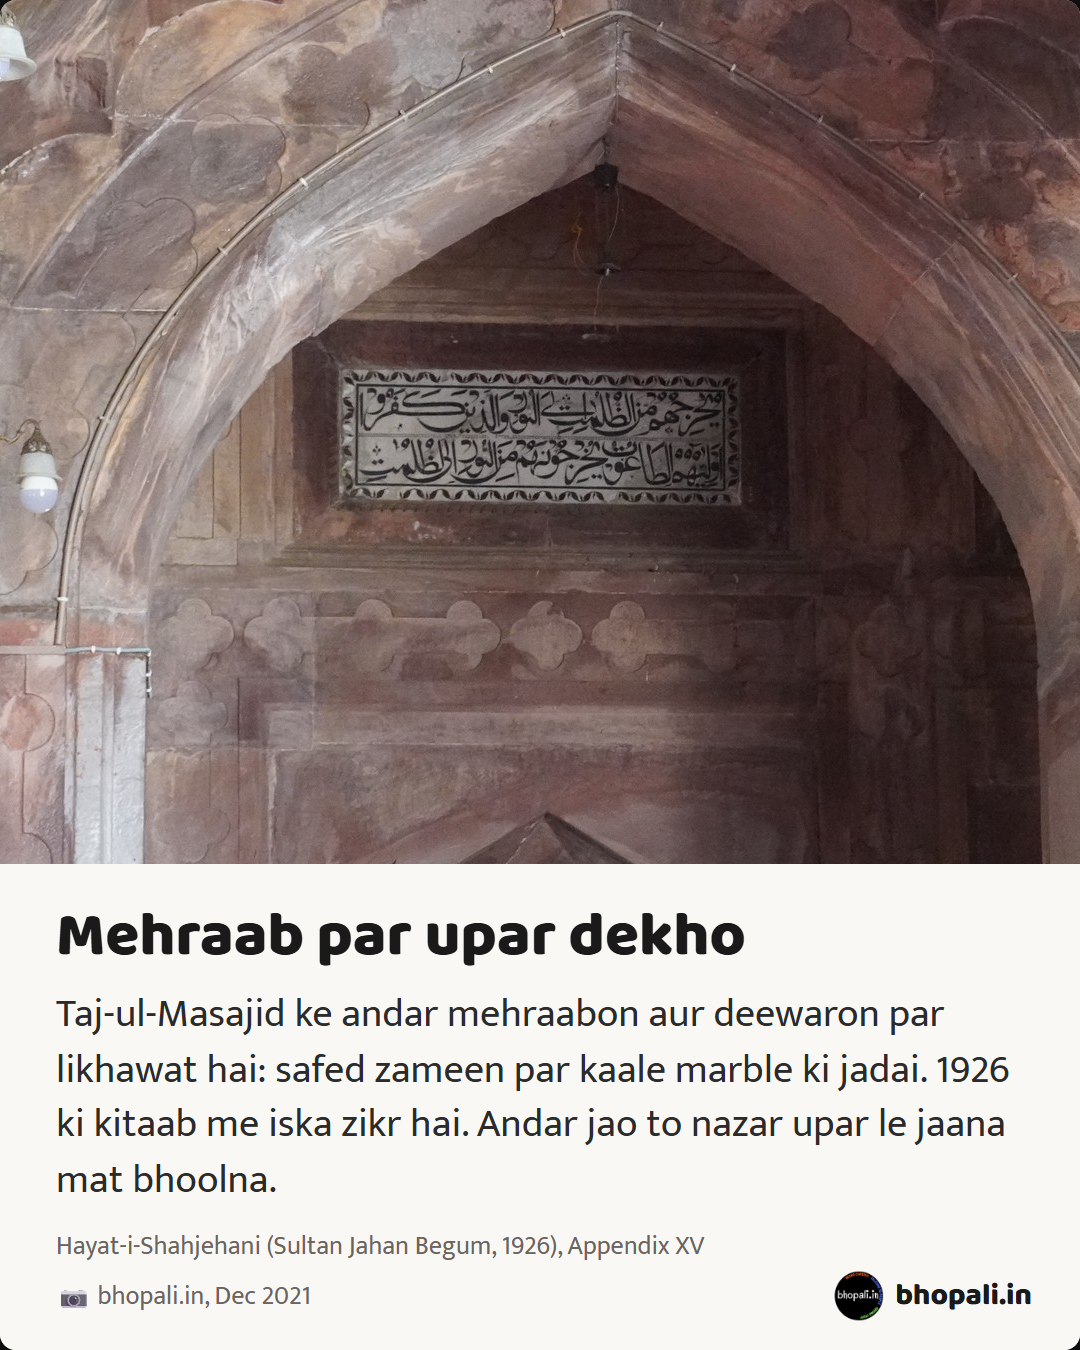 يخرجهم من الظلمت الى النور والذين كفروا
اوليئهم الطاغوت يخرجونهم من النور الى الظلمت
Mehraab par upar dekho
Taj-ul-Masajid ke andar mehraabon aur deewaron par
likhawat hai: safed zameen par kaale marble ki jadai. 1926
ki kitaab me iska zikr hai. Andar jao to nazar upar le jaana
mat bhoolna.
Hayat-i-Shahjehani (Sultan Jahan Begum, 1926), Appendix XV
bhopali.in, Dec 2021
bhopali.in
bhopali.in